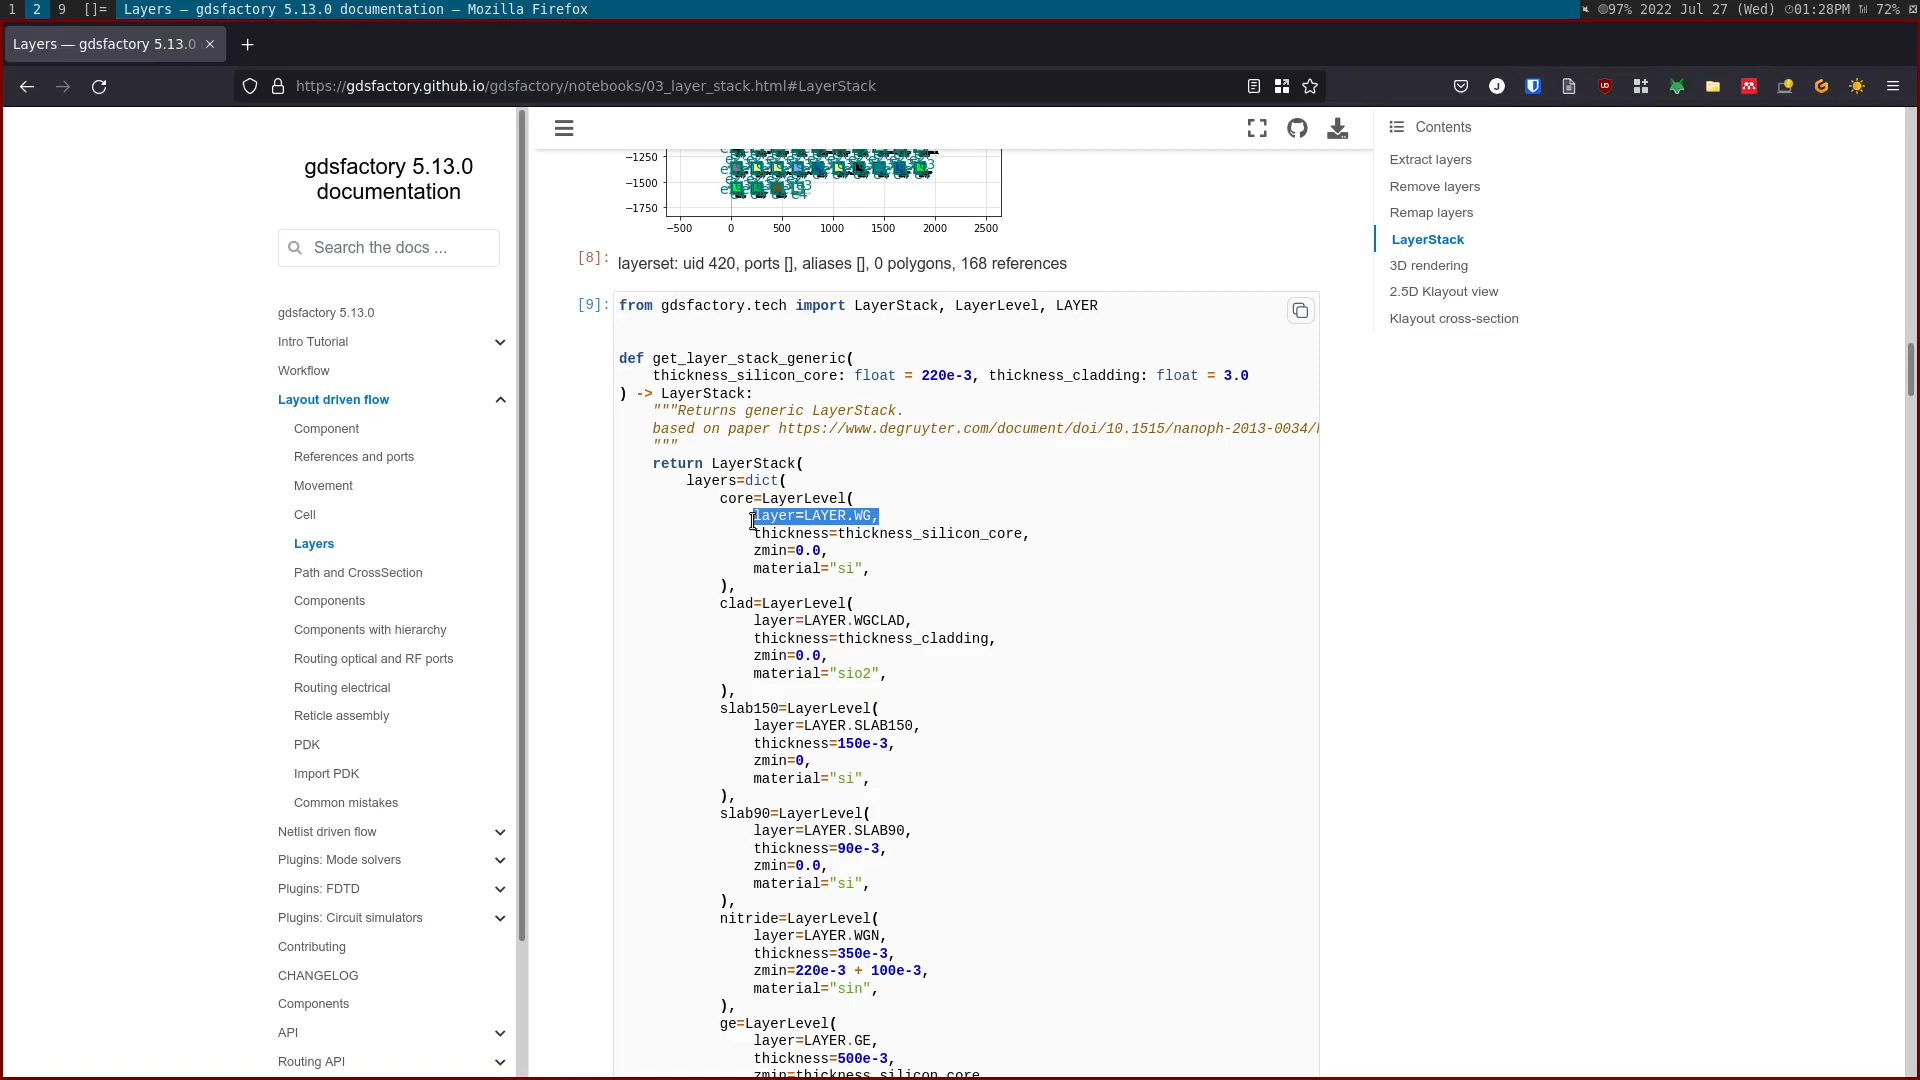 1 2 9 []= Layers — gdsfactory 5.13.0 documentation — Mozilla Firefox
97% 2022 Jul 27 (Wed) 01:28PM 72%
Layers — gdsfactory 5.13.0
https://gdsfactory.github.io/gdsfactory/notebooks/03_layer_stack.html#LayerStack
gdsfactory 5.13.0
documentation
Search the docs ...
gdsfactory 5.13.0
Intro Tutorial
Workflow
Layout driven flow
Component
References and ports
Movement
Cell
Layers
Path and CrossSection
Components
Components with hierarchy
Routing optical and RF ports
Routing electrical
Reticle assembly
PDK
Import PDK
Common mistakes
Netlist driven flow
Plugins: Mode solvers
Plugins: FDTD
Plugins: Circuit simulators
Contributing
CHANGELOG
Components
API
Routing API
−1250
−1500
−1750
−500 0 500 1000 1500 2000 2500
[8]: layerset: uid 420, ports [], aliases [], 0 polygons, 168 references
[9]: from gdsfactory.tech import LayerStack, LayerLevel, LAYER
def get_layer_stack_generic(
thickness_silicon_core: float = 220e-3, thickness_cladding: float = 3.0
) -> LayerStack:
"""Returns generic LayerStack.
based on paper https://www.degruyter.com/document/doi/10.1515/nanoph-2013-0034/
"""
return LayerStack(
layers=dict(
core=LayerLevel(
layer=LAYER.WG,
thickness=thickness_silicon_core,
zmin=0.0,
material="si",
),
clad=LayerLevel(
layer=LAYER.WGCLAD,
thickness=thickness_cladding,
zmin=0.0,
material="sio2",
),
slab150=LayerLevel(
layer=LAYER.SLAB150,
thickness=150e-3,
zmin=0,
material="si",
),
slab90=LayerLevel(
layer=LAYER.SLAB90,
thickness=90e-3,
zmin=0.0,
material="si",
),
nitride=LayerLevel(
layer=LAYER.WGN,
thickness=350e-3,
zmin=220e-3 + 100e-3,
material="sin",
),
ge=LayerLevel(
layer=LAYER.GE,
thickness=500e-3,
zmin=thickness_silicon_core
Contents
Extract layers
Remove layers
Remap layers
LayerStack
3D rendering
2.5D Klayout view
Klayout cross-section